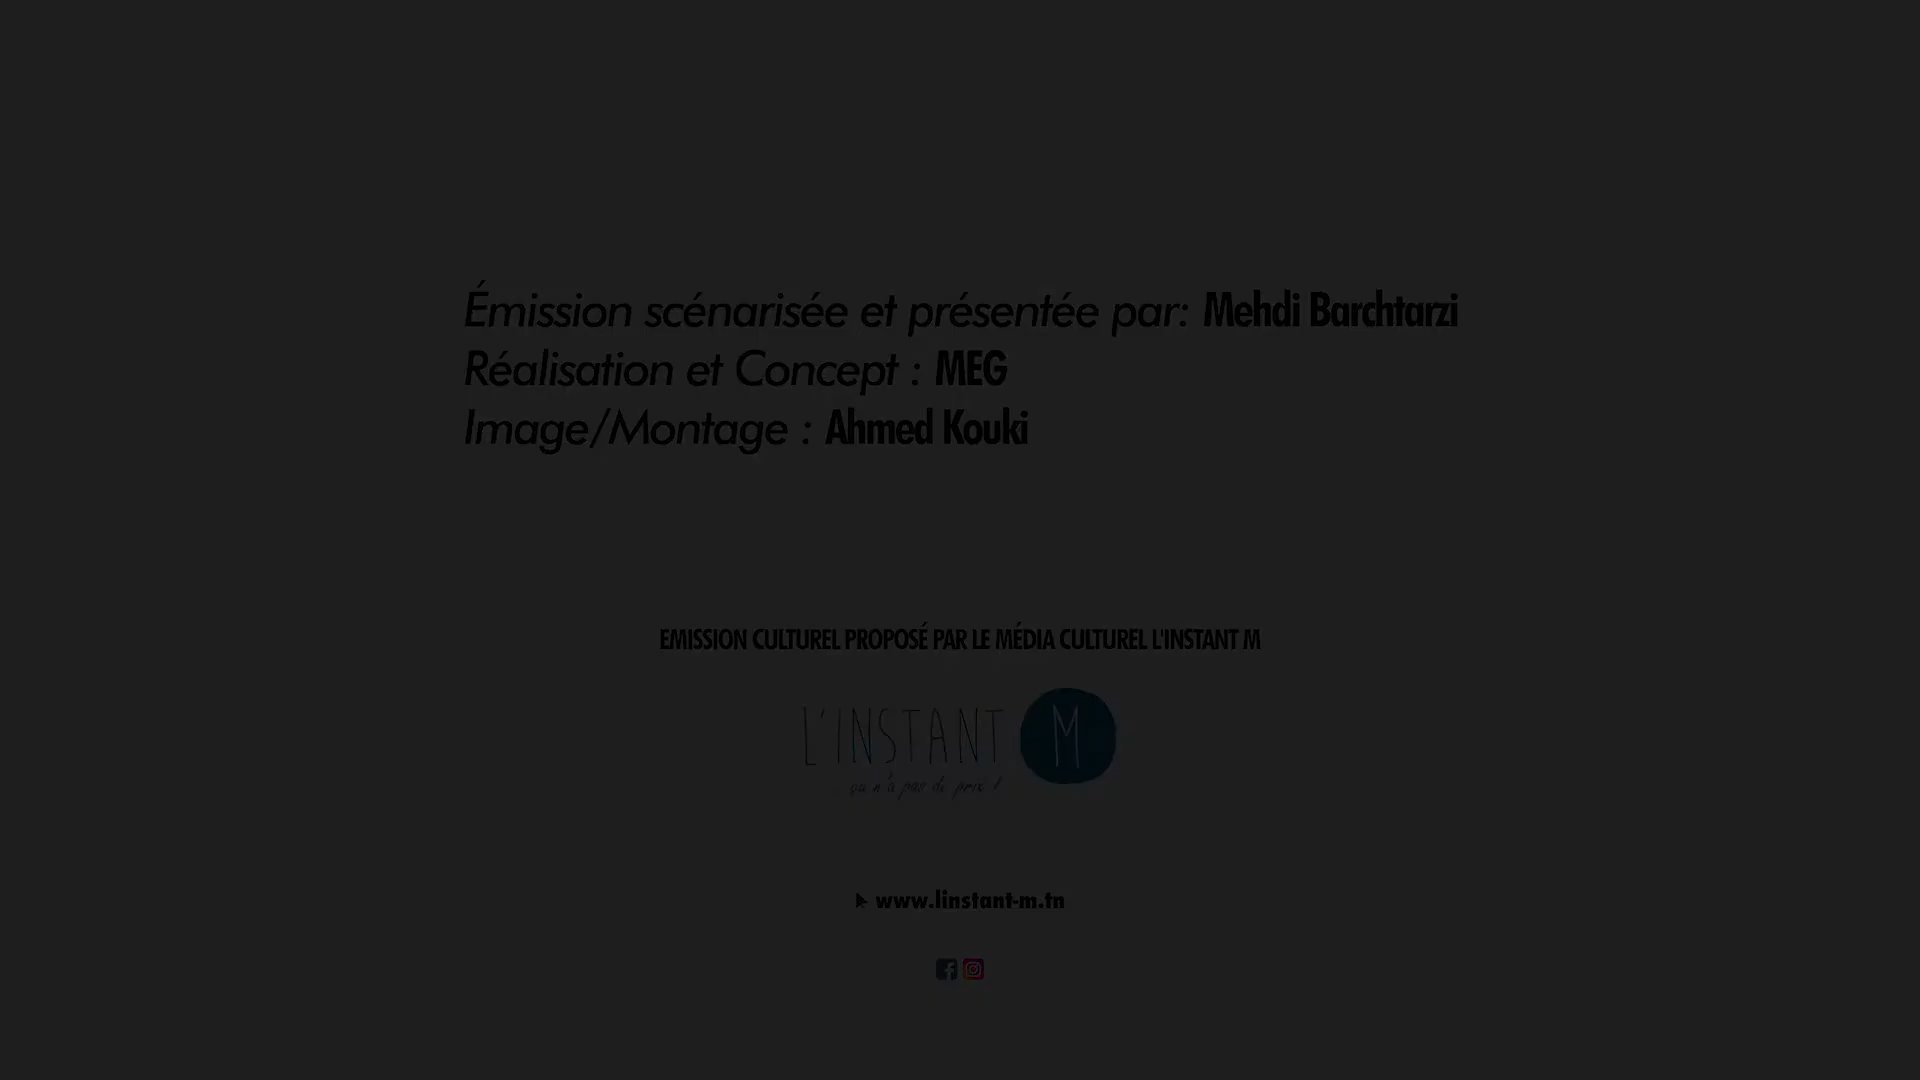 Émission scénarisée et présentée par: Mehdi Barchtarzi
Réalisation et Concept : MEG
Image/Montage : Ahmed Kouki
EMISSION CULTUREL PROPOSÉ PAR LE MÉDIA CULTUREL L'INSTANT M
L'INSTANT M
ça n'a pas de prix !
www.linstant-m.tn